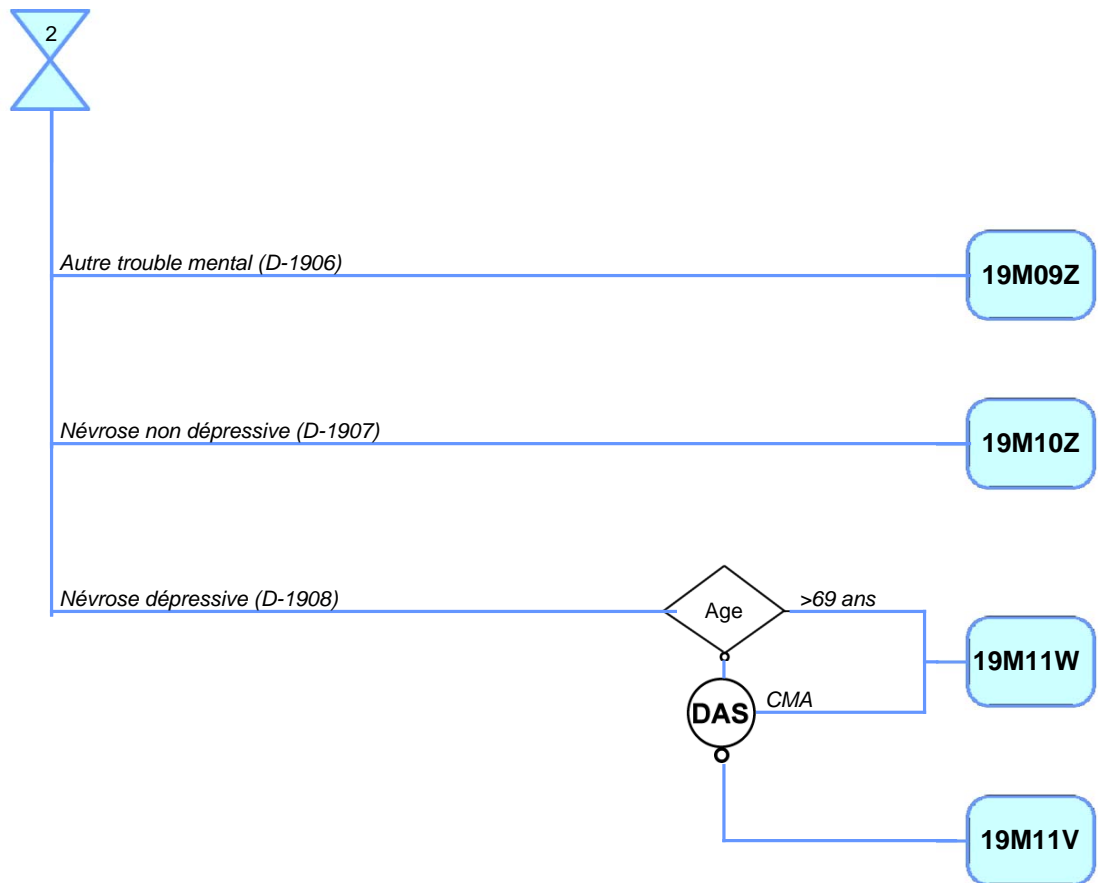 2
Autre trouble mental (D-1906)
19M09Z
Névrose non dépressive (D-1907)
19M10Z
Névrose dépressive (D-1908)
Age
>69 ans
19M11W
DAS
CMA
19M11V